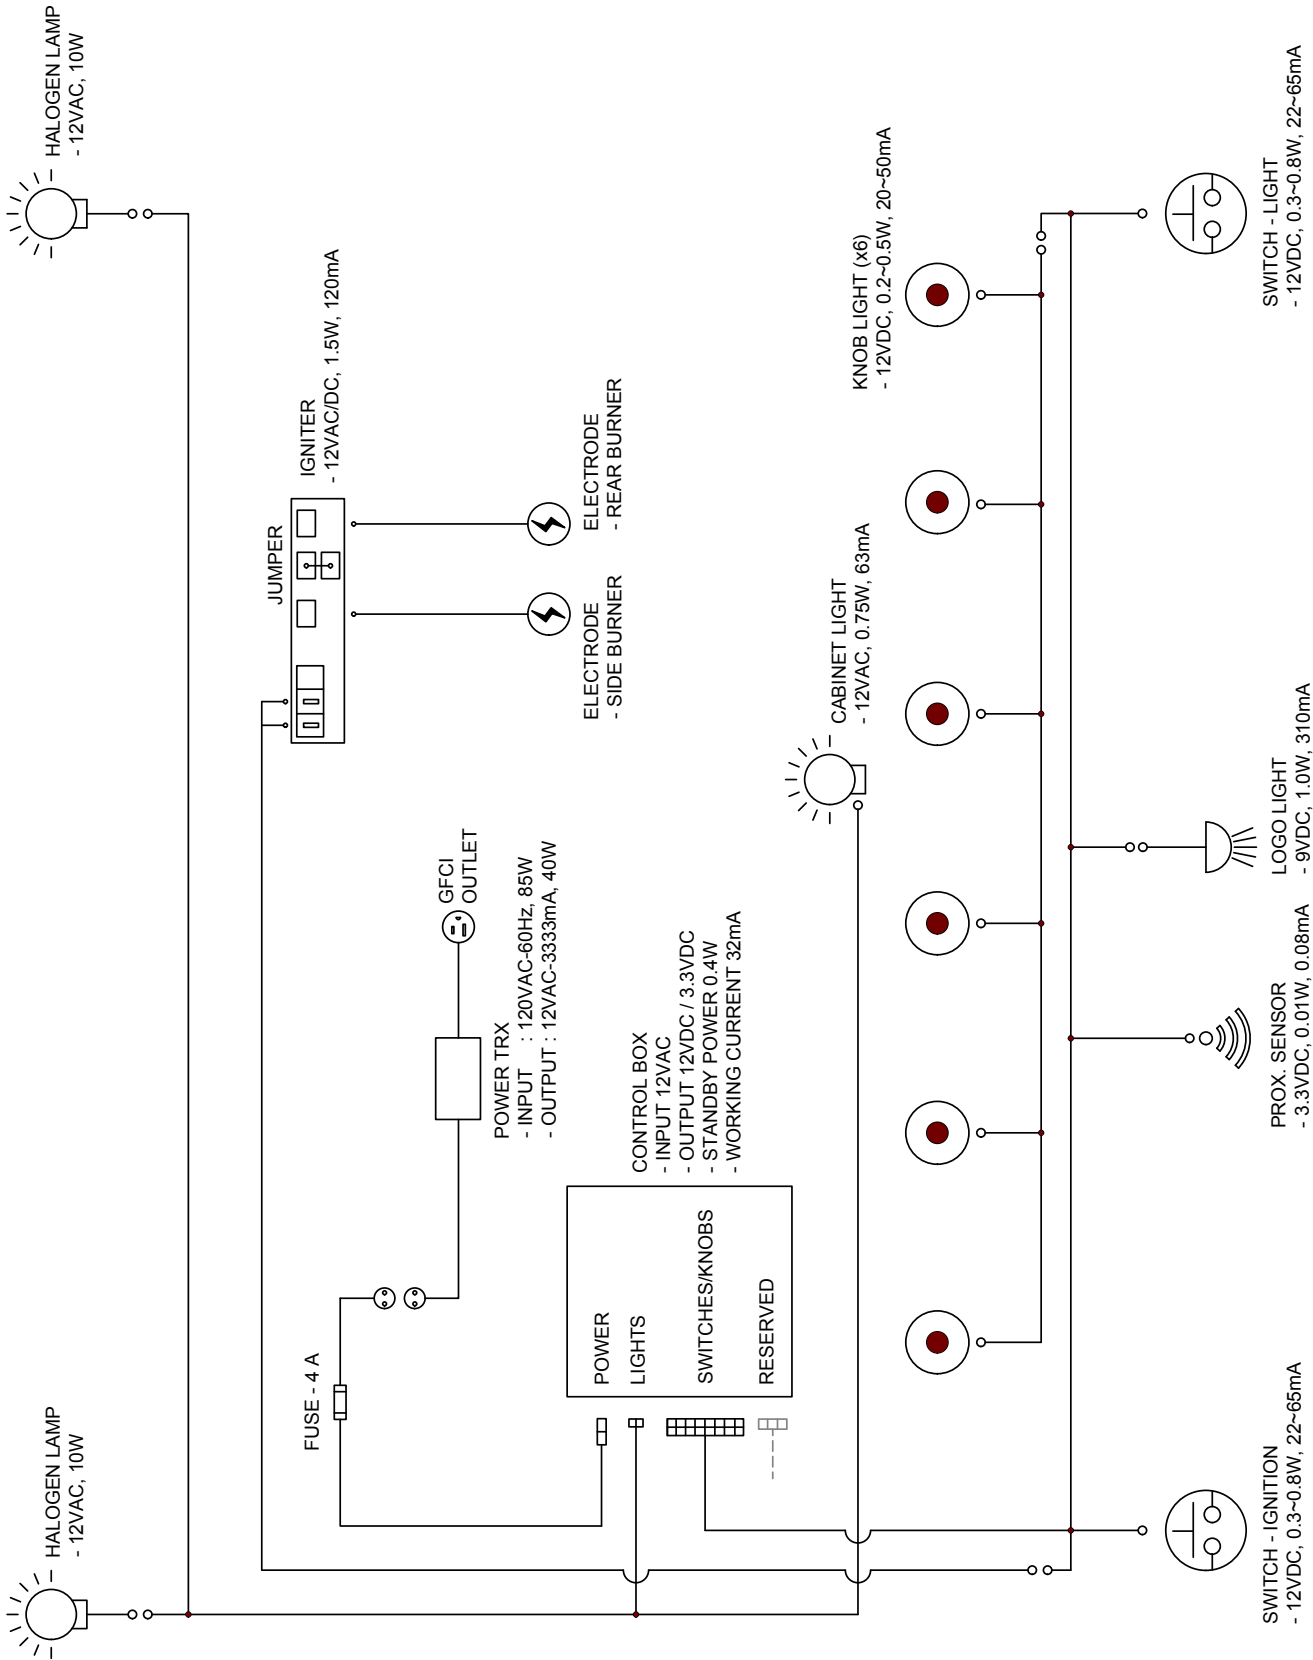 HALOGEN LAMP
- 12VAC, 10W
HALOGEN LAMP
- 12VAC, 10W
FUSE - 4 A
GFCI
OUTLET
POWER TRX
- INPUT : 120VAC-60Hz, 85W
- OUTPUT : 12VAC-3333mA, 40W
JUMPER
IGNITER
- 12VAC/DC, 1.5W, 120mA
ELECTRODE
- SIDE BURNER
ELECTRODE
- REAR BURNER
POWER
LIGHTS
SWITCHES/KNOBS
RESERVED
CONTROL BOX
- INPUT 12VAC
- OUTPUT 12VDC / 3.3VDC
- STANDBY POWER 0.4W
- WORKING CURRENT 32mA
CABINET LIGHT
- 12VAC, 0.75W, 63mA
KNOB LIGHT (x6)
- 12VDC, 0.2~0.5W, 20~50mA
SWITCH - IGNITION
- 12VDC, 0.3~0.8W, 22~65mA
PROX. SENSOR
- 3.3VDC, 0.01W, 0.08mA
LOGO LIGHT
- 9VDC, 1.0W, 310mA
SWITCH - LIGHT
- 12VDC, 0.3~0.8W, 22~65mA